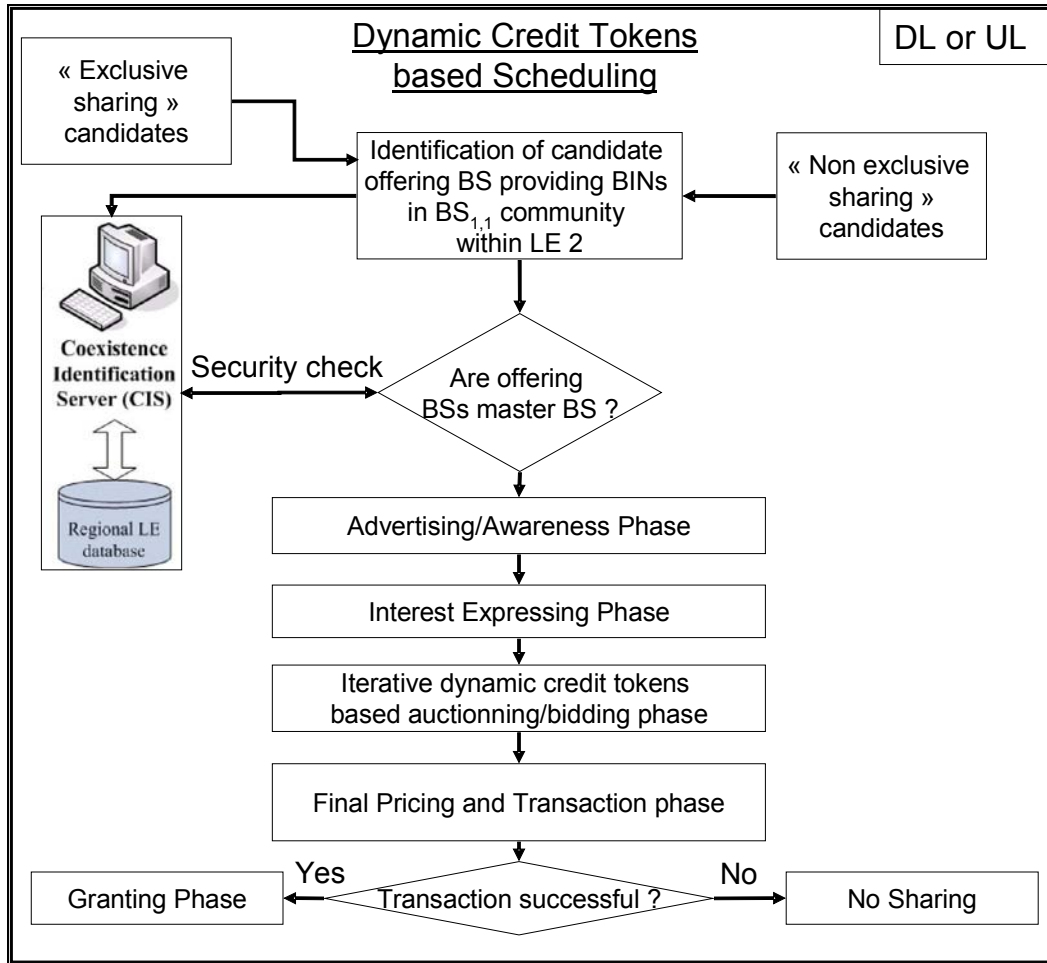 Dynamic Credit Tokens
based Scheduling
DL or UL
« Exclusive
sharing »
candidates
Identification of candidate
offering BS providing BINs
in BS1,1 community
within LE 2
« Non exclusive
sharing »
candidates
Coexistence
Identification
Server (CIS)
Regional LE
database
Security check
Are offering
BSs master BS ?
Advertising/Awareness Phase
Interest Expressing Phase
Iterative dynamic credit tokens
based auctionning/bidding phase
Final Pricing and Transaction phase
Transaction successful ?
Yes
No
Granting Phase
No Sharing